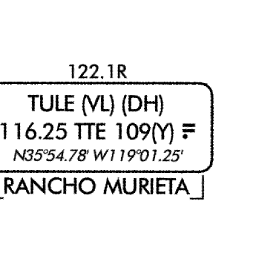 122.1R
TULE (VL) (DH)
116.25 TTE 109(Y)
N35°54.78' W119°01.25'
RANCHO MURIETA